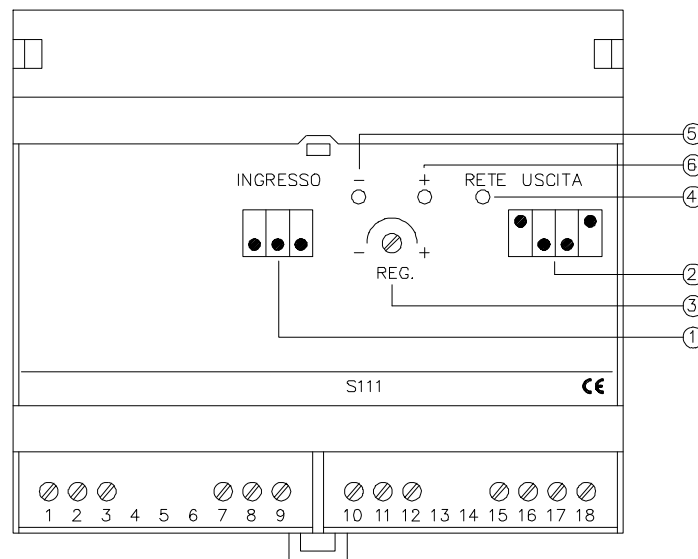 5
- + 6
INGRESSO RETE USCITA 4
- + 2
REG.
3
1
S111 CE
1 2 3 4 5 6 7 8 9 10 11 12 13 14 15 16 17 18